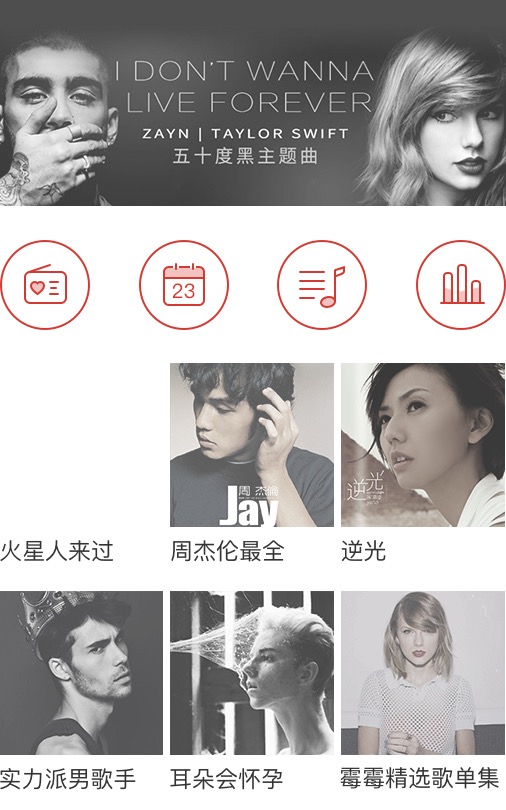 I DON'T WANNA
LIVE FOREVER
ZAYN | TAYLOR SWIFT
五十度黑主题曲
23
周杰倫
Jay
逆光
火星人来过
周杰伦最全
逆光
实力派男歌手
耳朵会怀孕
霉霉精选歌单集